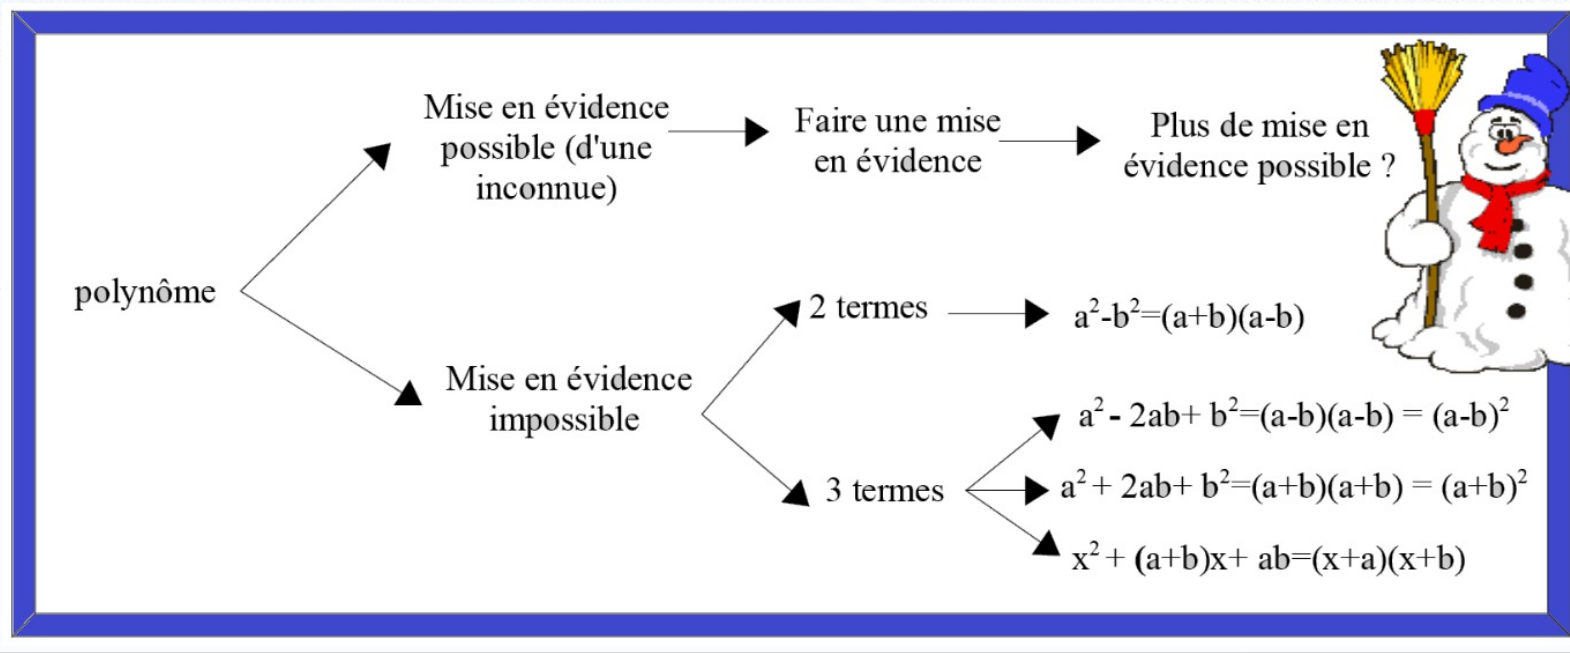 Mise en évidence
possible (d'une
inconnue)
Faire une mise
en évidence
Plus de mise en
évidence possible ?
polynôme
2 termes
a²-b²=(a+b)(a-b)
Mise en évidence
impossible
3 termes
a² - 2ab+ b²=(a-b)(a-b) = (a-b)²
a² + 2ab+ b²=(a+b)(a+b) = (a+b)²
x² + (a+b)x+ ab=(x+a)(x+b)